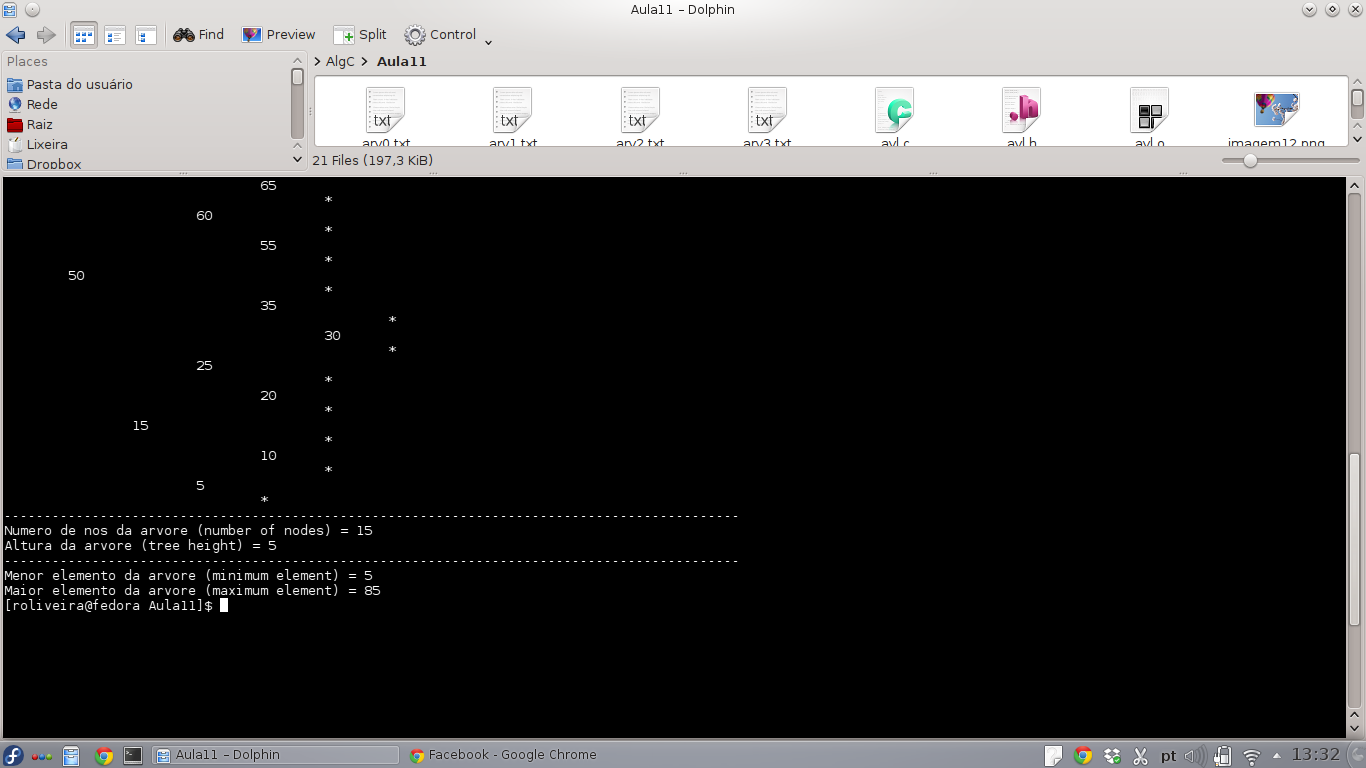 Aula11 – Dolphin
Find Preview Split Control
Places
Pasta do usuário
Rede
Raiz
Lixeira
Dropbox
AlgC Aula11
txt txt txt txt
arv0.txt arv1.txt arv2.txt arv3.txt avl.c avl.h avl.o imagem12.png
21 Files (197,3 KiB)
65
*
60
*
55
*
50
*
35
*
30
*
25
*
20
*
15
*
10
*
5
*
--------------------------------------------------------------------------------------------
Numero de nos da arvore (number of nodes) = 15
Altura da arvore (tree height) = 5
--------------------------------------------------------------------------------------------
Menor elemento da arvore (minimum element) = 5
Maior elemento da arvore (maximum element) = 85
[roliveira@fedora Aula11]$
Aula11 – Dolphin Facebook - Google Chrome pt 13:32